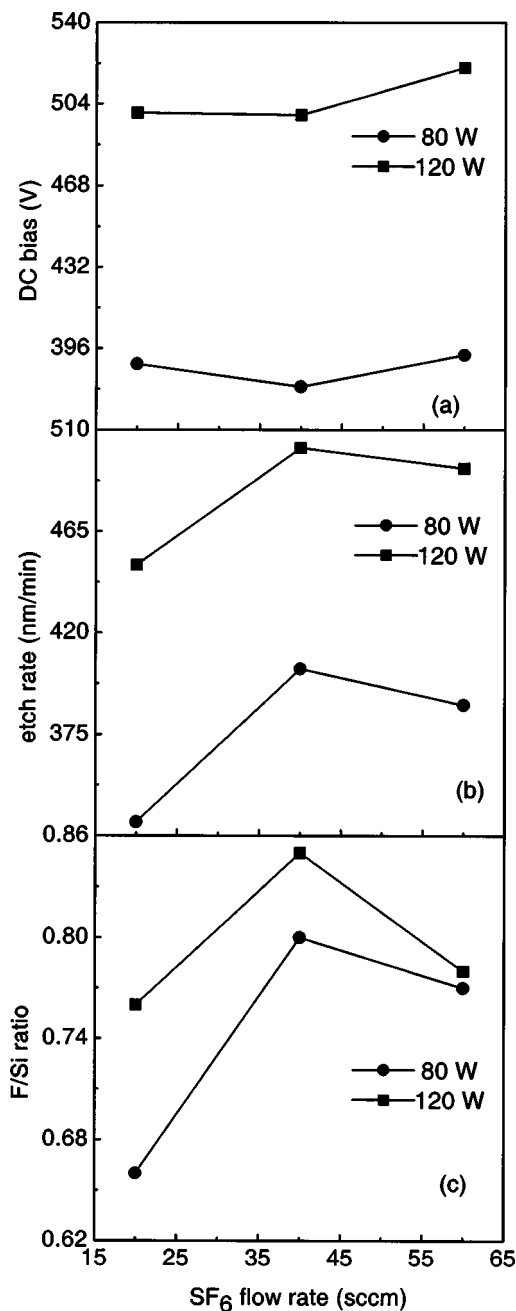 540
504
468
432
396
DC bias (V)
80 W
120 W
(a)
510
465
420
375
etch rate (nm/min)
80 W
120 W
(b)
0.86
0.80
0.74
0.68
0.62
F/Si ratio
80 W
120 W
(c)
15 25 35 45 55 65
SF6 flow rate (sccm)